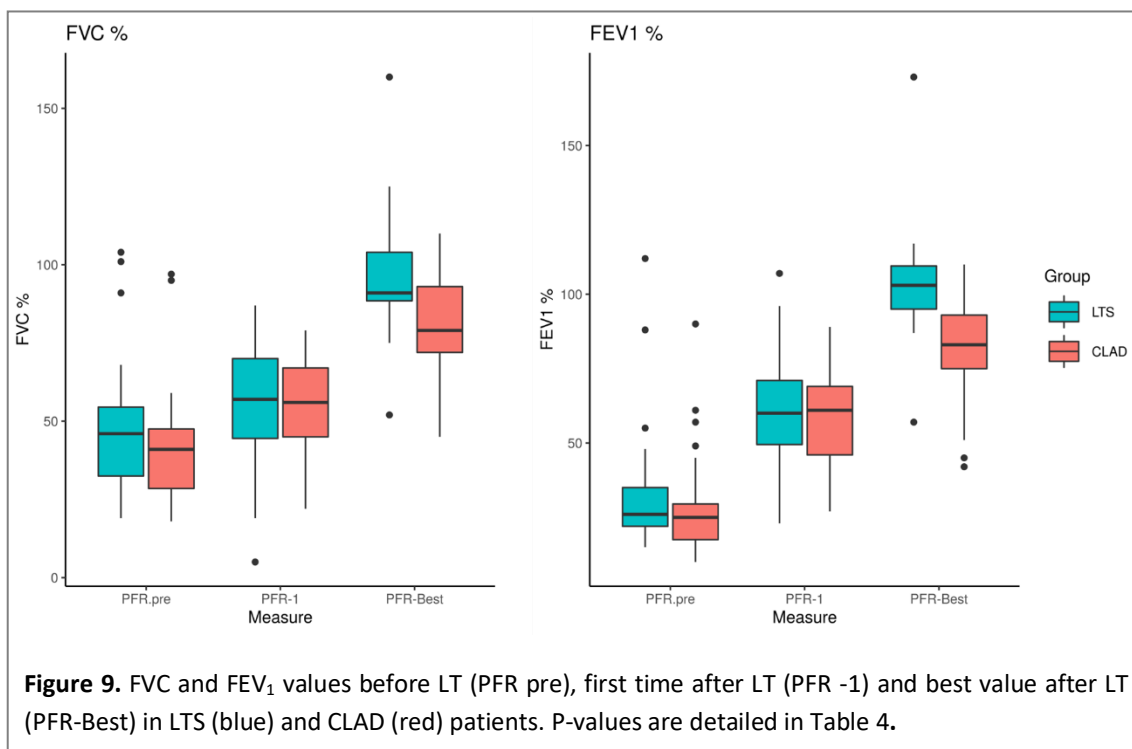 FVC %
150
100
50
0
FVC %
PFR.pre PFR-1 PFR-Best
Measure
FEV1 %
150
100
50
FEV1 %
PFR.pre PFR-1 PFR-Best
Measure
Group
LTS
CLAD
Figure 9. FVC and FEV₁ values before LT (PFR pre), first time after LT (PFR -1) and best value after LT
(PFR-Best) in LTS (blue) and CLAD (red) patients. P-values are detailed in Table 4.